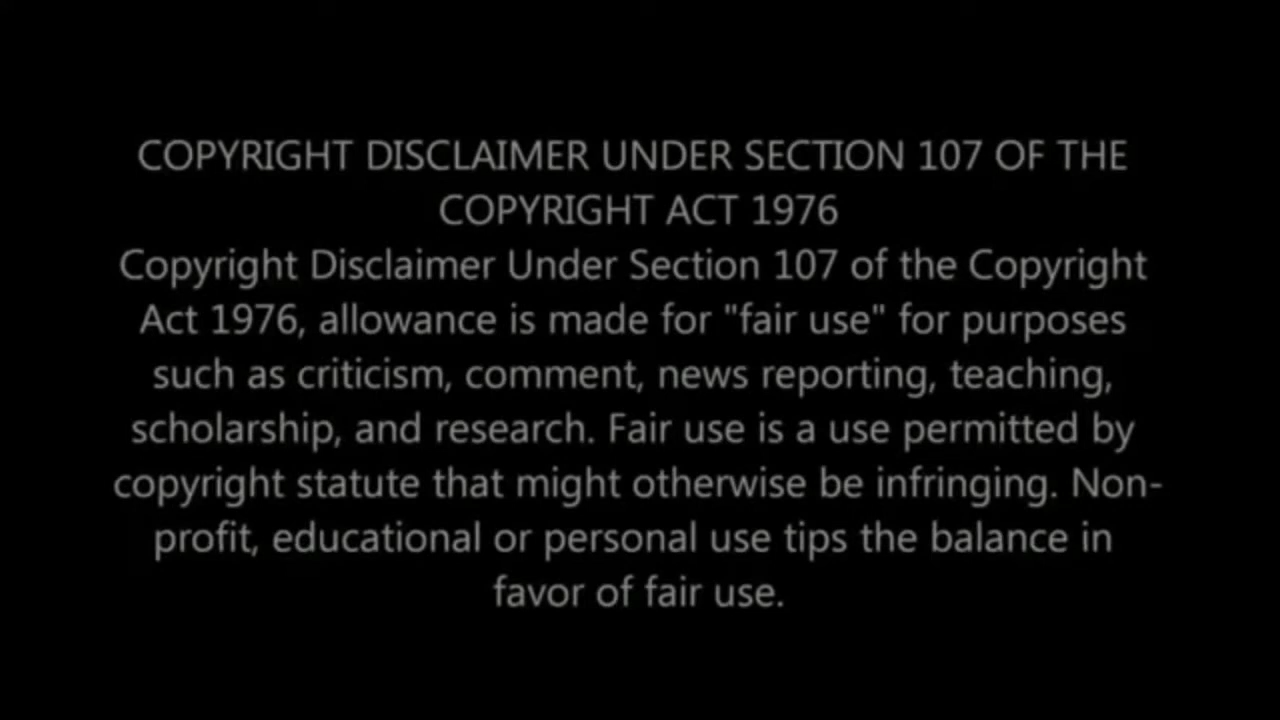 COPYRIGHT DISCLAIMER UNDER SECTION 107 OF THE
COPYRIGHT ACT 1976
Copyright Disclaimer Under Section 107 of the Copyright
Act 1976, allowance is made for "fair use" for purposes
such as criticism, comment, news reporting, teaching,
scholarship, and research. Fair use is a use permitted by
copyright statute that might otherwise be infringing. Non-
profit, educational or personal use tips the balance in
favor of fair use.